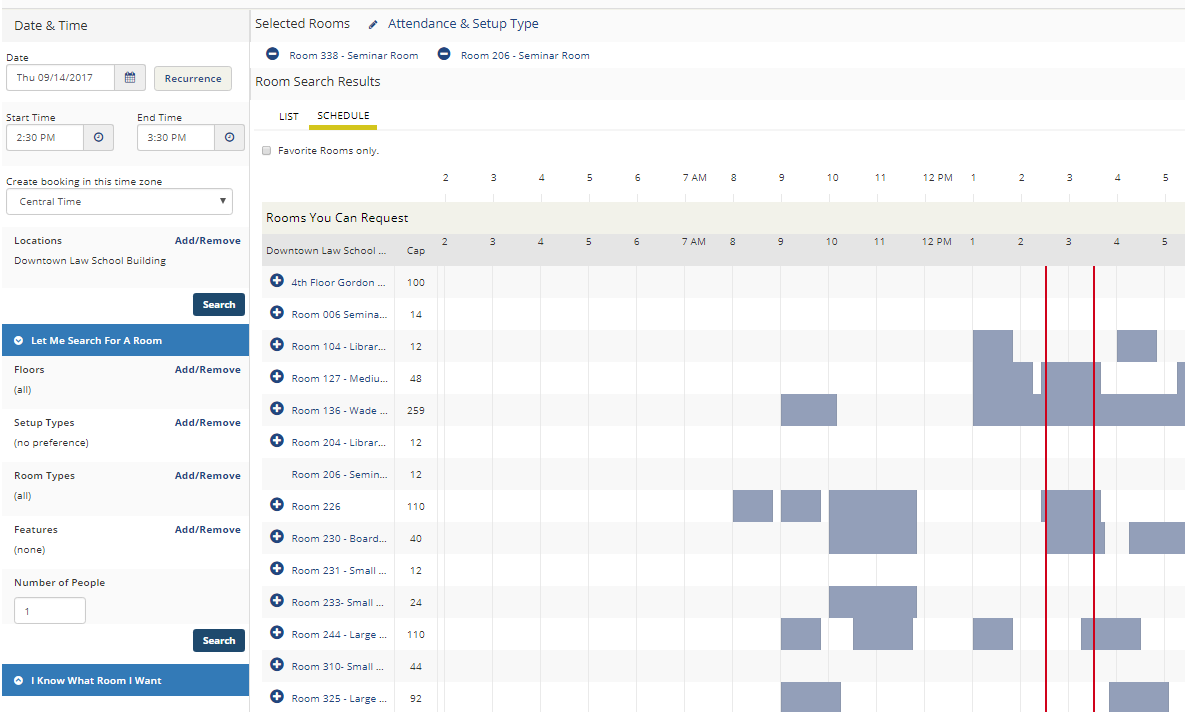 Date & Time
Date
Thu 09/14/2017
Recurrence
Start Time
End Time
2:30 PM
3:30 PM
Create booking in this time zone
Central Time
Locations Add/Remove
Downtown Law School Building
Search
Let Me Search For A Room
Floors Add/Remove
(all)
Setup Types Add/Remove
(no preference)
Room Types Add/Remove
(all)
Features Add/Remove
(none)
Number of People
1
Search
I Know What Room I Want
Selected Rooms Attendance & Setup Type
Room 338 - Seminar Room Room 206 - Seminar Room
Room Search Results
LIST SCHEDULE
Favorite Rooms only.
2 3 4 5 6 7 AM 8 9 10 11 12 PM 1 2 3 4 5
Rooms You Can Request
Downtown Law School ... Cap 2 3 4 5 6 7 AM 8 9 10 11 12 PM 1 2 3 4 5
4th Floor Gordon ... 100
Room 006 Semina... 14
Room 104 - Librar... 12
Room 127 - Mediu... 48
Room 136 - Wade ... 259
Room 204 - Librar... 12
Room 206 - Semin... 12
Room 226 110
Room 230 - Board... 40
Room 231 - Small ... 12
Room 233- Small ... 24
Room 244 - Large ... 110
Room 310- Small ... 44
Room 325 - Large ... 92